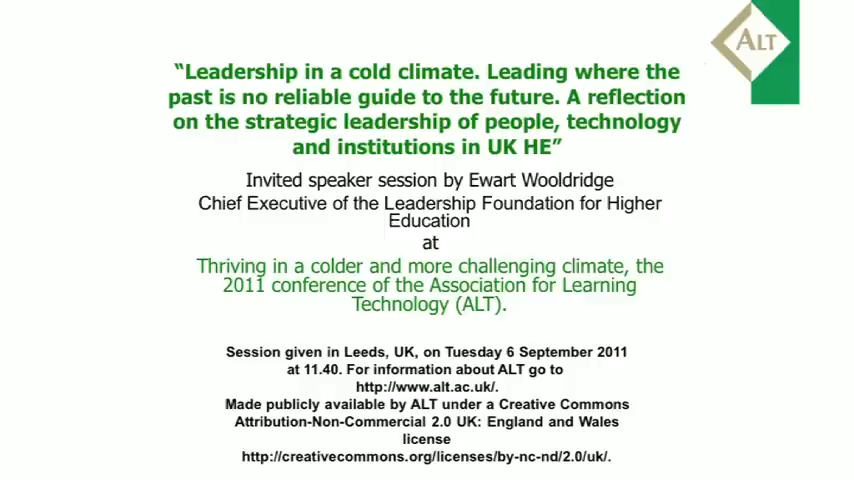 ALT
“Leadership in a cold climate. Leading where the
past is no reliable guide to the future. A reflection
on the strategic leadership of people, technology
and institutions in UK HE”
Invited speaker session by Ewart Wooldridge
Chief Executive of the Leadership Foundation for Higher
Education
at
Thriving in a colder and more challenging climate, the
2011 conference of the Association for Learning
Technology (ALT).
Session given in Leeds, UK, on Tuesday 6 September 2011
at 11.40. For information about ALT go to
http://www.alt.ac.uk/.
Made publicly available by ALT under a Creative Commons
Attribution-Non-Commercial 2.0 UK: England and Wales
license
http://creativecommons.org/licenses/by-nc-nd/2.0/uk/.